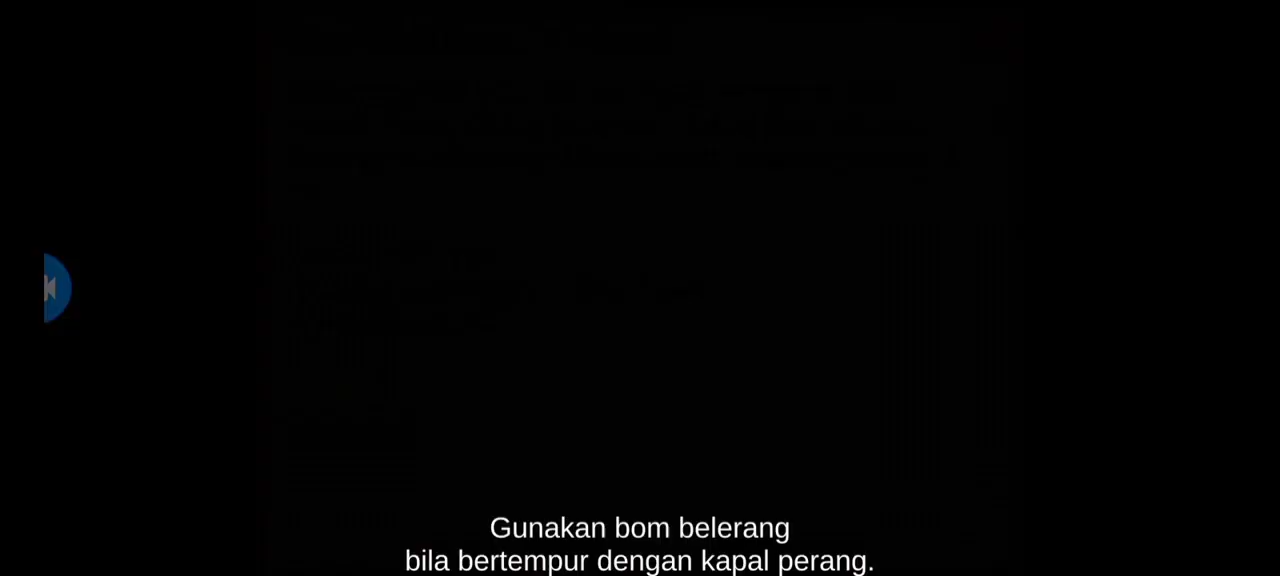 Gunakan bom belerang
bila bertempur dengan kapal perang.